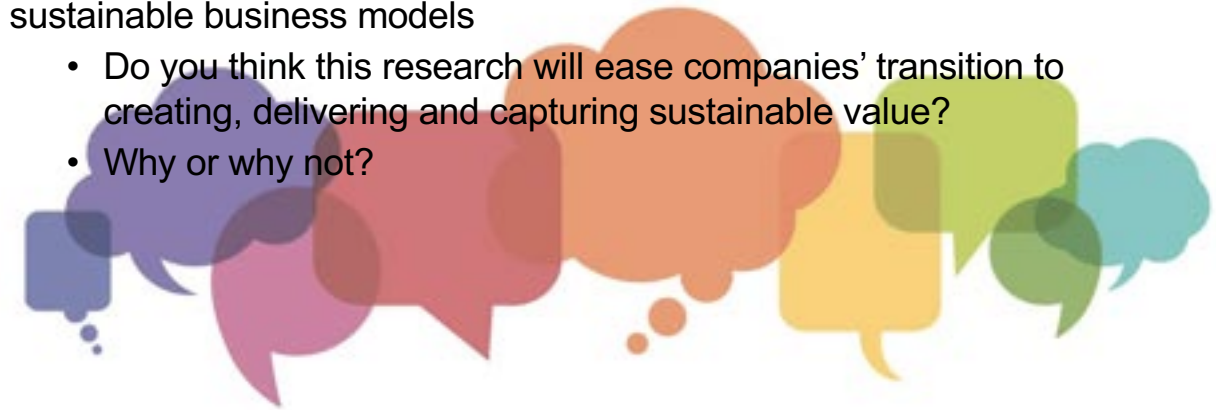 sustainable business models
• Do you think this research will ease companies’ transition to
creating, delivering and capturing sustainable value?
• Why or why not?